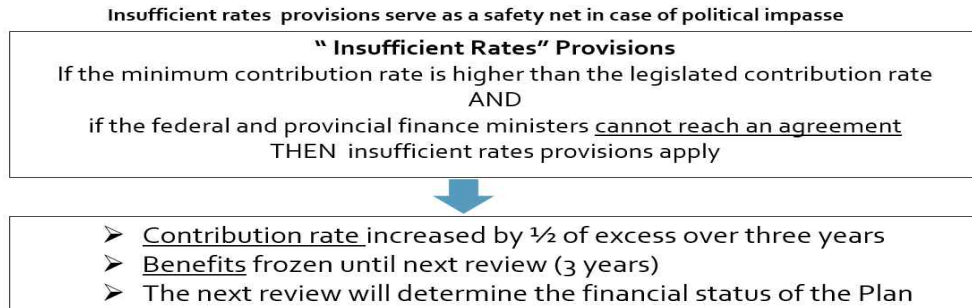 Insufficient rates provisions serve as a safety net in case of political impasse
“ Insufficient Rates” Provisions
If the minimum contribution rate is higher than the legislated contribution rate
AND
if the federal and provincial finance ministers cannot reach an agreement
THEN insufficient rates provisions apply
➢ Contribution rate increased by ½ of excess over three years
➢ Benefits frozen until next review (3 years)
➢ The next review will determine the financial status of the Plan